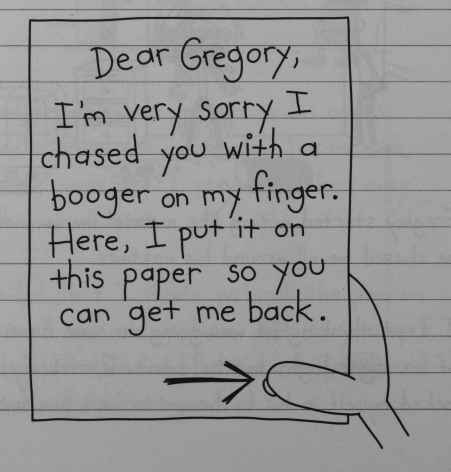 Dear Gregory,
I'm very sorry I
chased you with a
booger on my finger.
Here, I put it on
this paper so you
can get me back.